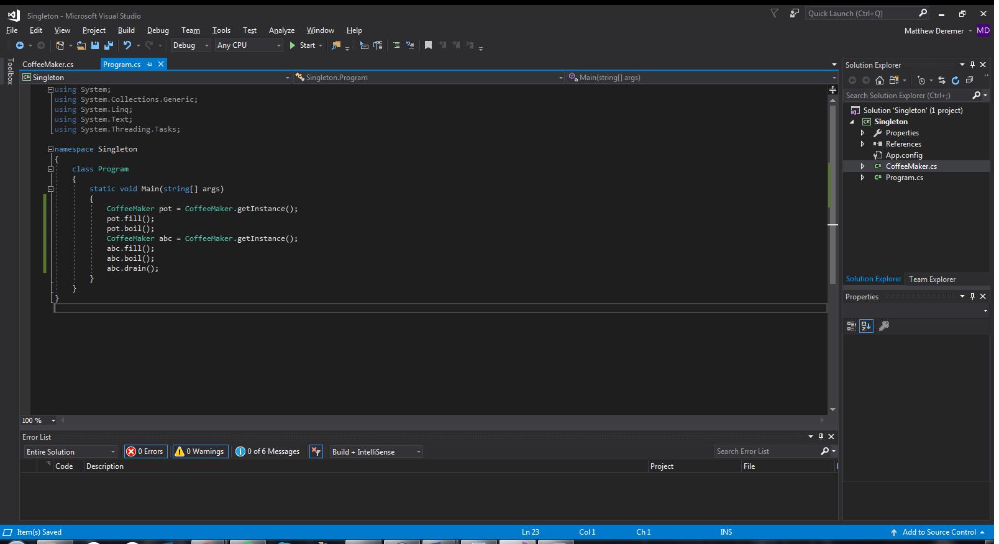 Singleton - Microsoft Visual Studio
Quick Launch (Ctrl+Q)
File Edit View Project Build Debug Team Tools Test Analyze Window Help
Matthew Deremer MD
Debug Any CPU Start
Toolbox
CoffeeMaker.cs Program.cs
Singleton Singleton.Program Main(string[] args)
using System;
using System.Collections.Generic;
using System.Linq;
using System.Text;
using System.Threading.Tasks;
namespace Singleton
{
class Program
{
static void Main(string[] args)
{
CoffeeMaker pot = CoffeeMaker.getInstance();
pot.fill();
pot.boil();
CoffeeMaker abc = CoffeeMaker.getInstance();
abc.fill();
abc.boil();
abc.drain();
}
}
}
100 %
Solution Explorer
Search Solution Explorer (Ctrl+;)
Solution 'Singleton' (1 project)
C# Singleton
Properties
References
App.config
C# CoffeeMaker.cs
C# Program.cs
Solution Explorer Team Explorer
Properties
Error List
Entire Solution 0 Errors 0 Warnings 0 of 6 Messages Build + IntelliSense Search Error List
Code Description Project File
Item(s) Saved Ln 23 Col 1 Ch 1 INS Add to Source Control